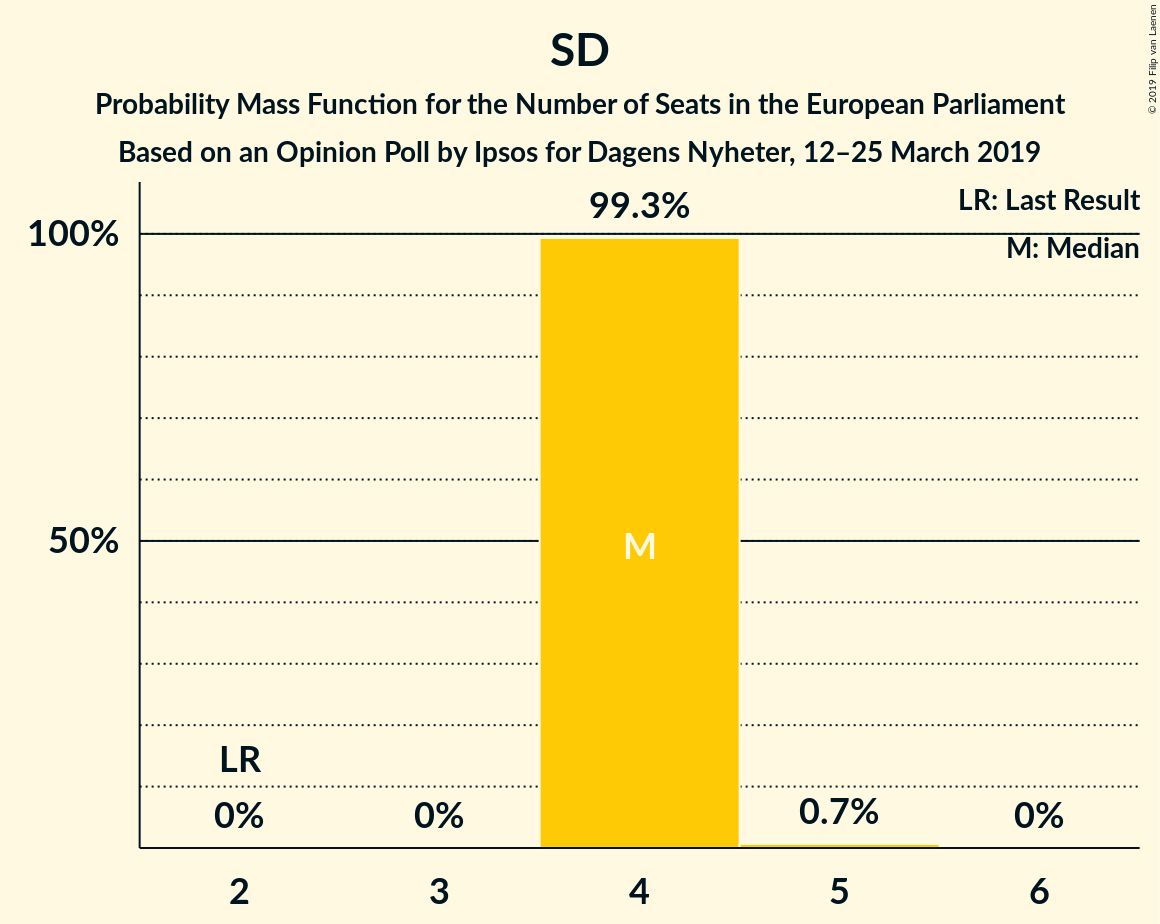 SD
Probability Mass Function for the Number of Seats in the European Parliament
Based on an Opinion Poll by Ipsos for Dagens Nyheter, 12–25 March 2019
© 2019 Filip van Laenen
99.3%
LR: Last Result
M: Median
100%
50%
M
LR
0%
0%
0.7%
0%
2
3
4
5
6